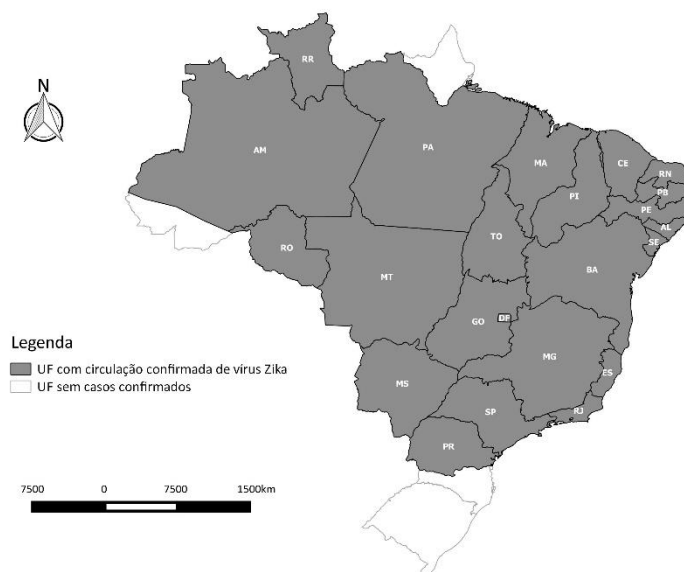 RR
N
AM
PA
MA
CE
RN
PB
PI
PE
AL
SE
TO
RO
BA
MT
DF
GO
MG
Legenda
UF com circulação confirmada de vírus Zika
UF sem casos confirmados
MS
ES
SP
RJ
PR
7500 0 7500 1500km